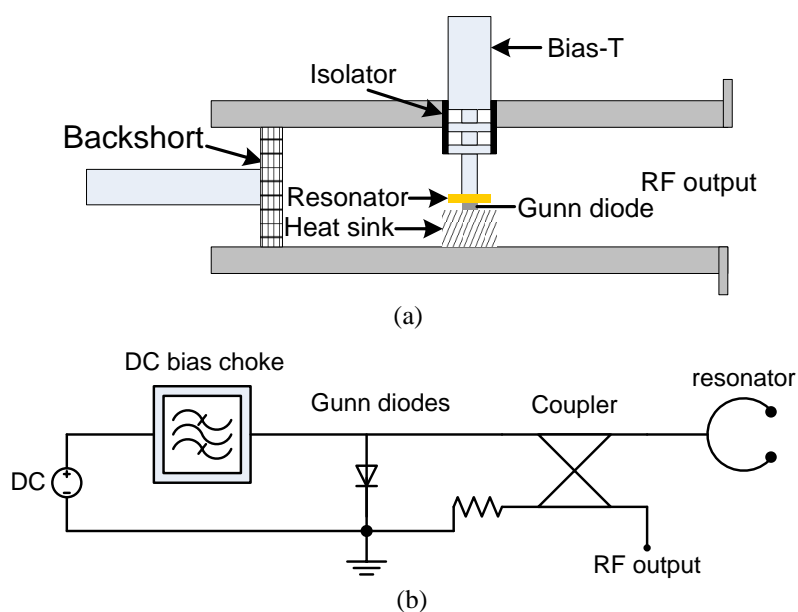 Bias-T
Isolator
Backshort
RF output
Resonator
Gunn diode
Heat sink
(a)
DC bias choke
resonator
Gunn diodes
Coupler
DC
+
-
RF output
(b)